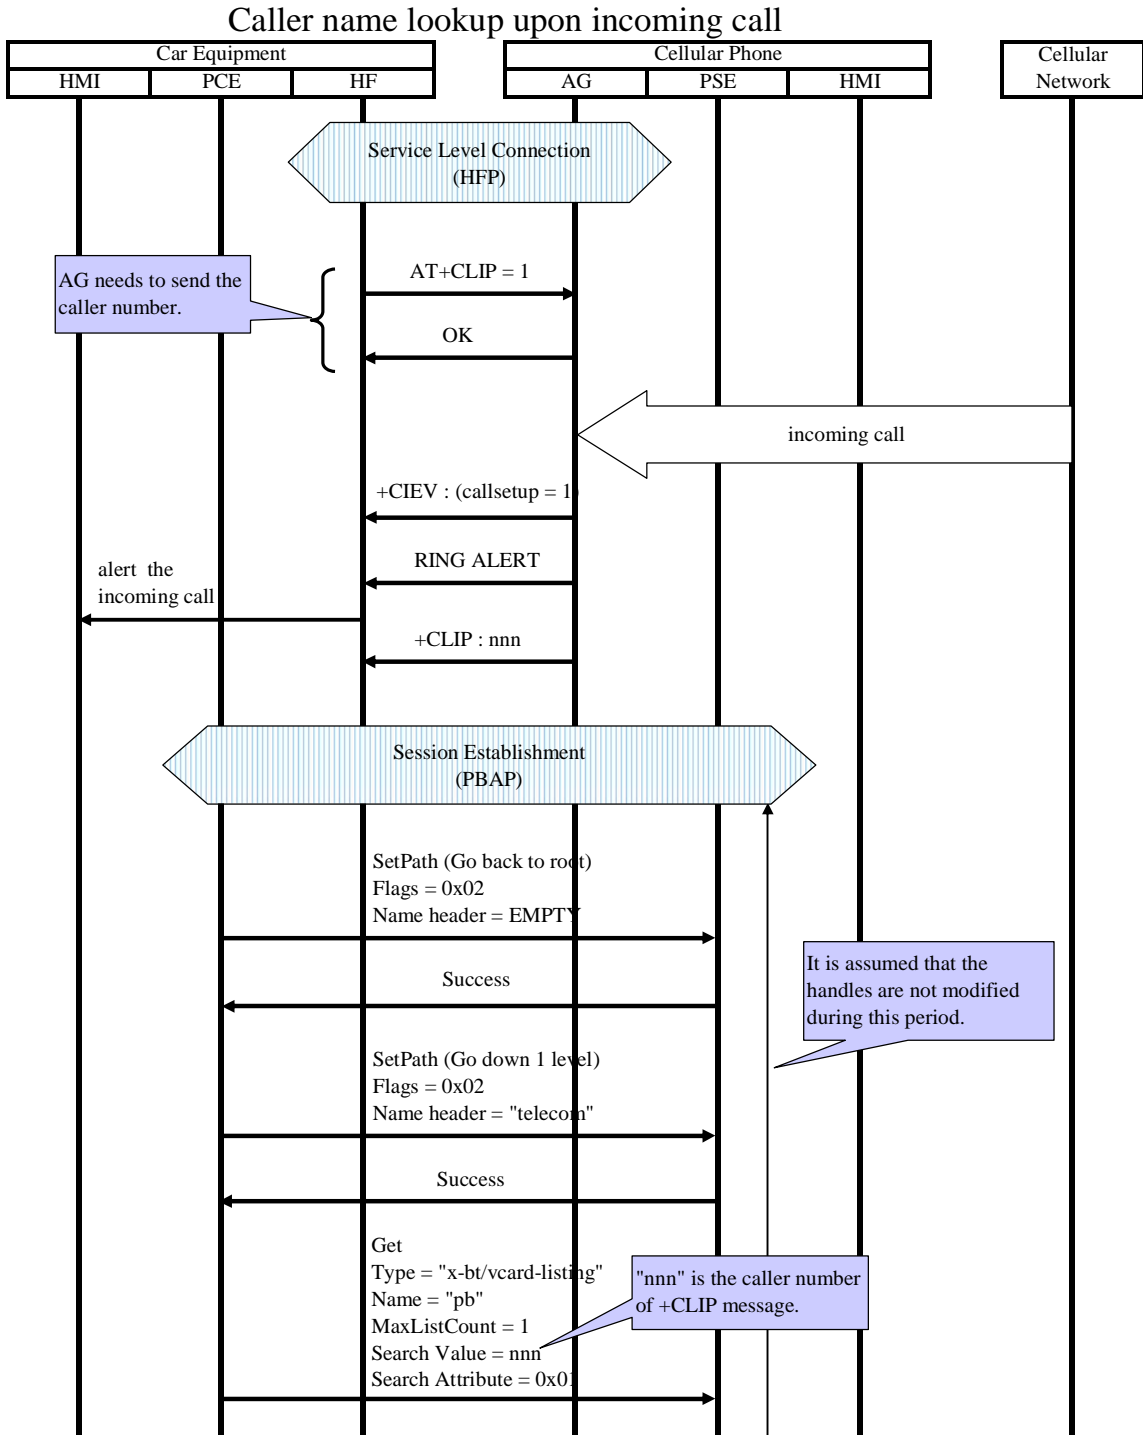 Caller name lookup upon incoming call
Car Equipment
HMI PCE HF
Cellular Phone
AG PSE HMI
Cellular
Network
Service Level Connection
(HFP)
AG needs to send the
caller number.
AT+CLIP = 1
OK
incoming call
+CIEV : (callsetup = 1)
RING ALERT
alert the
incoming call
+CLIP : nnn
Session Establishment
(PBAP)
SetPath (Go back to root)
Flags = 0x02
Name header = EMPTY
It is assumed that the
handles are not modified
during this period.
Success
SetPath (Go down 1 level)
Flags = 0x02
Name header = "telecom"
Success
Get
Type = "x-bt/vcard-listing"
Name = "pb"
MaxListCount = 1
Search Value = nnn
Search Attribute = 0x01
"nnn" is the caller number
of +CLIP message.